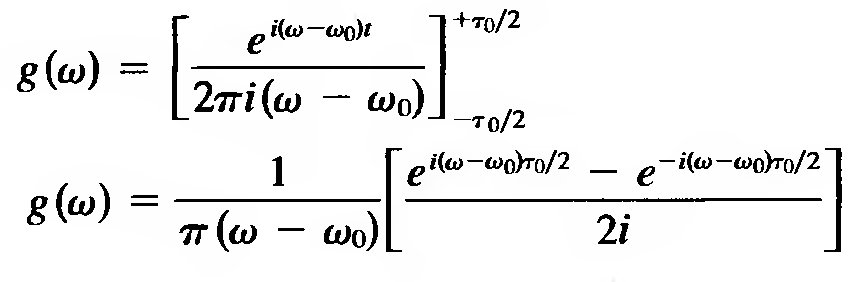 g(ω) = [ e^{i(ω−ω₀)t} / 2πi(ω − ω₀) ]_{−τ₀/2}^{+τ₀/2}
g(ω) = 1 / π(ω − ω₀) [ e^{i(ω−ω₀)τ₀/2} − e^{−i(ω−ω₀)τ₀/2} / 2i ]